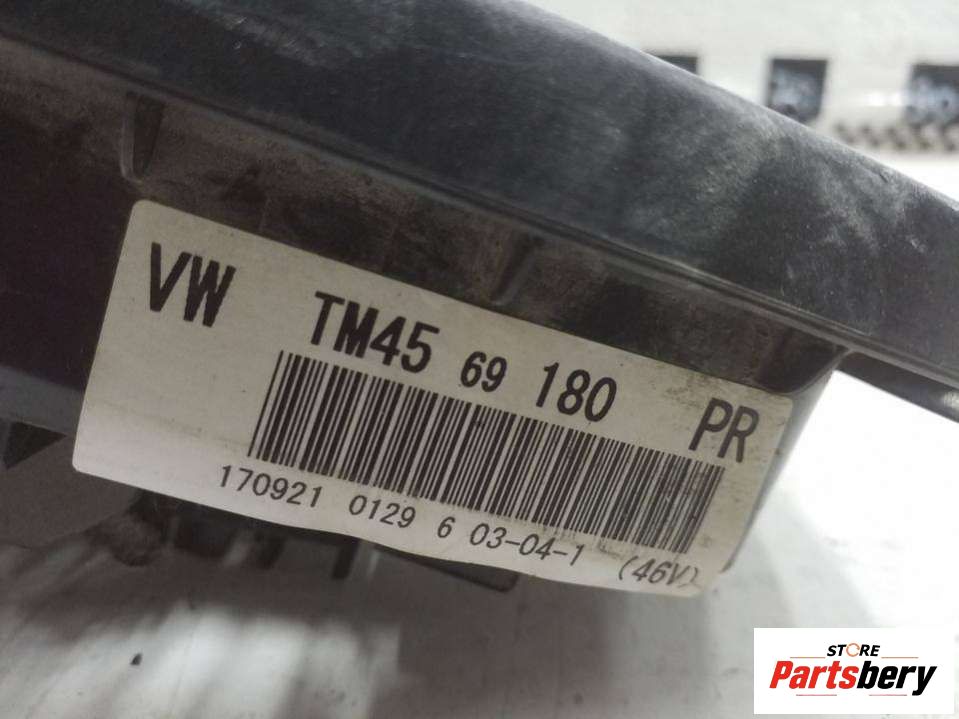 VW TM45 69 180 PR
170921 0129 6 03-04-1 (46V)
STORE
Partsbery